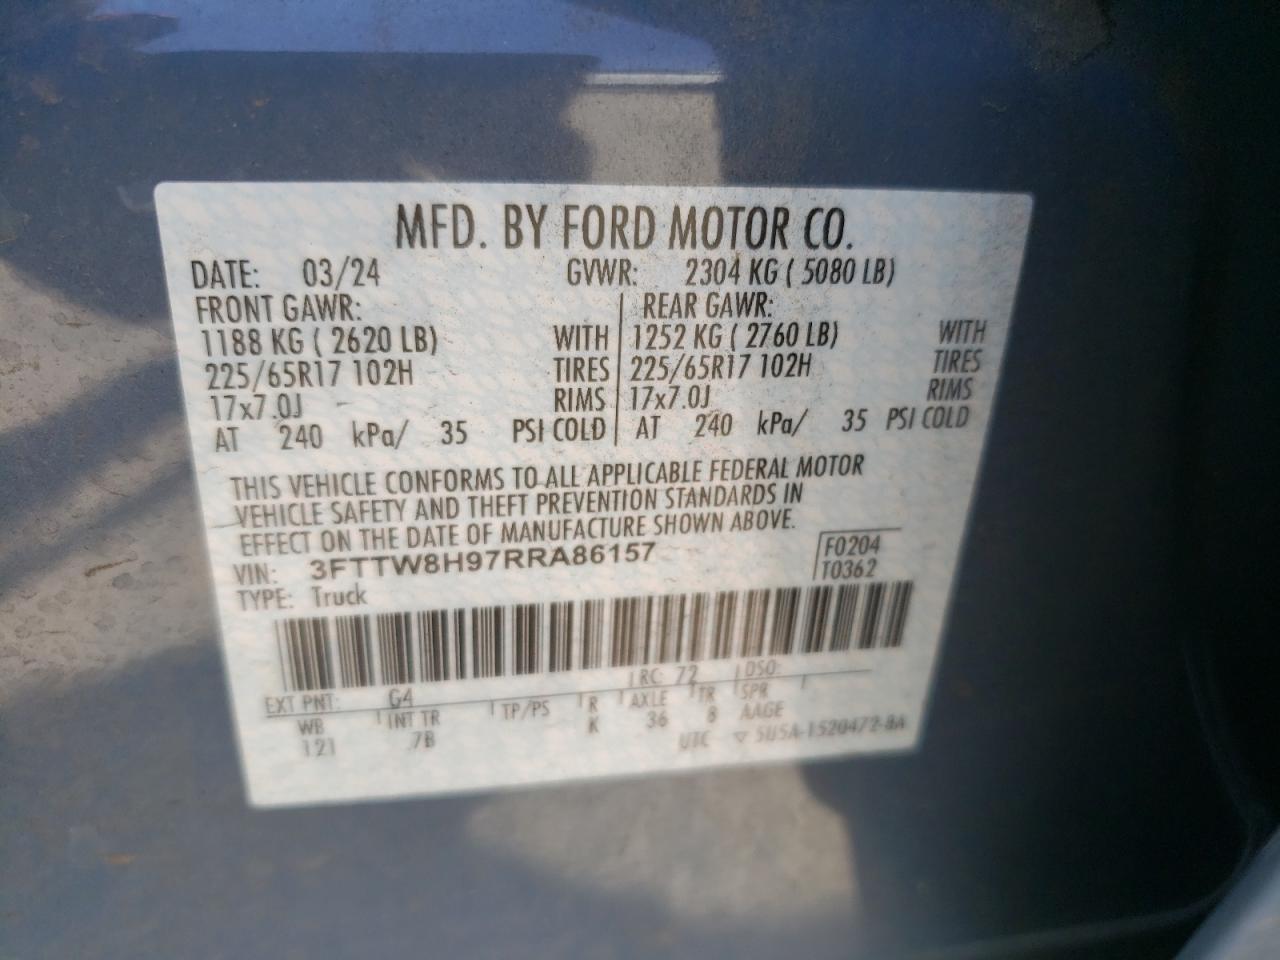 MFD. BY FORD MOTOR CO.
DATE: 03/24 GVWR: 2304 KG ( 5080 LB)
FRONT GAWR: REAR GAWR:
1188 KG ( 2620 LB) WITH 1252 KG ( 2760 LB) WITH
225/65R17 102H TIRES 225/65R17 102H TIRES
17x7.0J RIMS 17x7.0J RIMS
AT 240 kPa/ 35 PSI COLD AT 240 kPa/ 35 PSI COLD
THIS VEHICLE CONFORMS TO ALL APPLICABLE FEDERAL MOTOR
VEHICLE SAFETY AND THEFT PREVENTION STANDARDS IN
EFFECT ON THE DATE OF MANUFACTURE SHOWN ABOVE.
VIN: 3FTTW8H97RRA86157 F0204
TYPE: Truck T0362
EXT PNT: G4 RC: 72 DSO:
WB INT TR TP/PS R AXLE TR SPR
121 7B K 36 8 AAGE
UTC ▽ 5U5A-1520472-BA